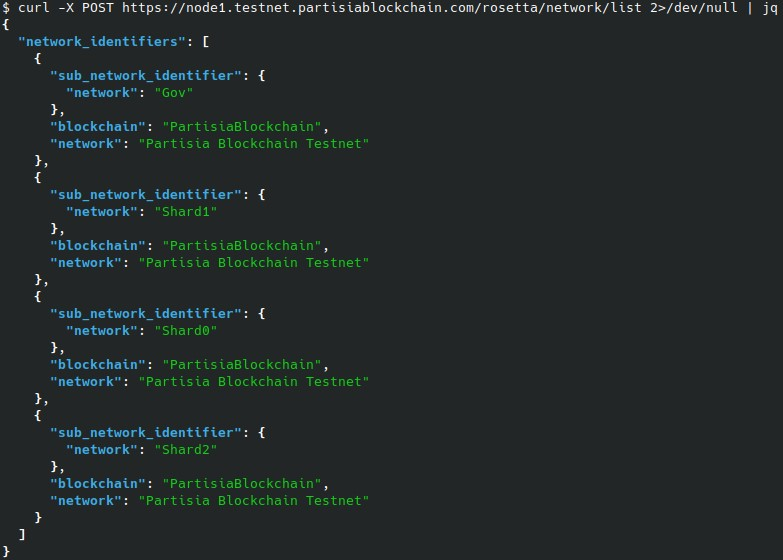 $ curl -X POST https://node1.testnet.partisiablockchain.com/rosetta/network/list 2>/dev/null | jq
{
  "network_identifiers": [
    {
      "sub_network_identifier": {
        "network": "Gov"
      },
      "blockchain": "PartisiaBlockchain",
      "network": "Partisia Blockchain Testnet"
    },
    {
      "sub_network_identifier": {
        "network": "Shard1"
      },
      "blockchain": "PartisiaBlockchain",
      "network": "Partisia Blockchain Testnet"
    },
    {
      "sub_network_identifier": {
        "network": "Shard0"
      },
      "blockchain": "PartisiaBlockchain",
      "network": "Partisia Blockchain Testnet"
    },
    {
      "sub_network_identifier": {
        "network": "Shard2"
      },
      "blockchain": "PartisiaBlockchain",
      "network": "Partisia Blockchain Testnet"
    }
  ]
}